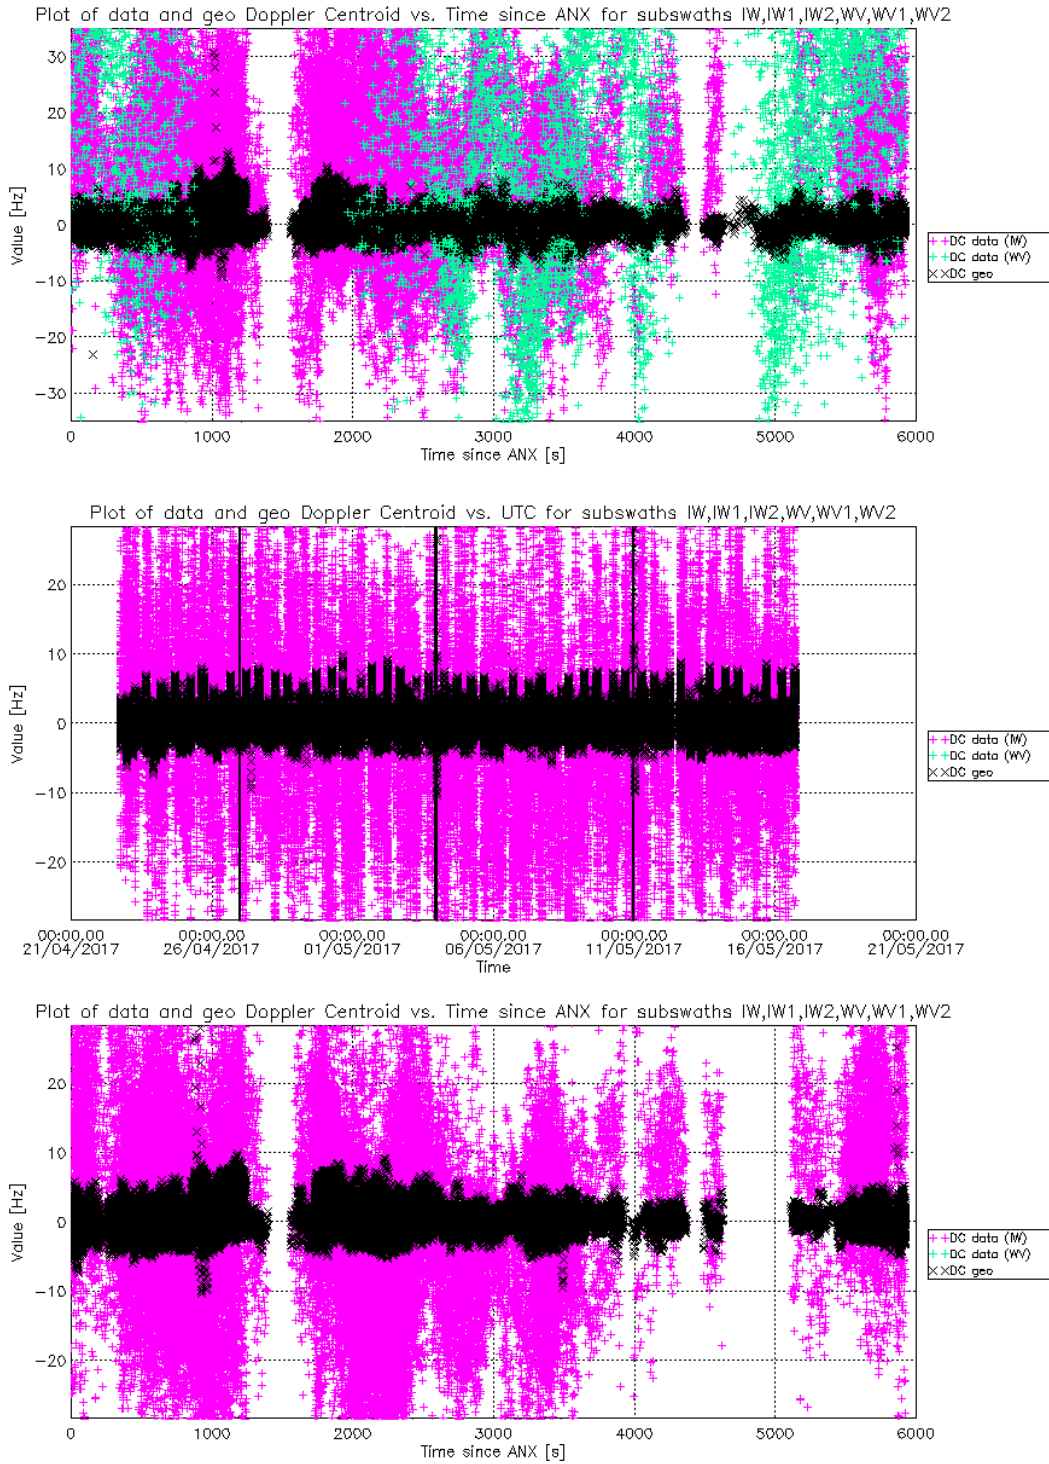 Plot of data and geo Doppler Centroid vs. Time since ANX for subswaths IW,IW1,IW2,WV,WV1,WV2
30
20
10
0
-10
-20
-30
Value [Hz]
0 1000 2000 3000 4000 5000 6000
Time since ANX [s]
DC data (IW)
DC data (WV)
DC geo
Plot of data and geo Doppler Centroid vs. UTC for subswaths IW,IW1,IW2,WV,WV1,WV2
20
10
0
-10
-20
Value [Hz]
00:00.00 00:00.00 00:00.00 00:00.00 00:00.00 00:00.00 00:00.00
21/04/2017 26/04/2017 01/05/2017 06/05/2017 11/05/2017 16/05/2017 21/05/2017
Time
DC data (IW)
DC data (WV)
DC geo
Plot of data and geo Doppler Centroid vs. Time since ANX for subswaths IW,IW1,IW2,WV,WV1,WV2
20
10
0
-10
-20
Value [Hz]
0 1000 2000 3000 4000 5000 6000
Time since ANX [s]
DC data (IW)
DC data (WV)
DC geo